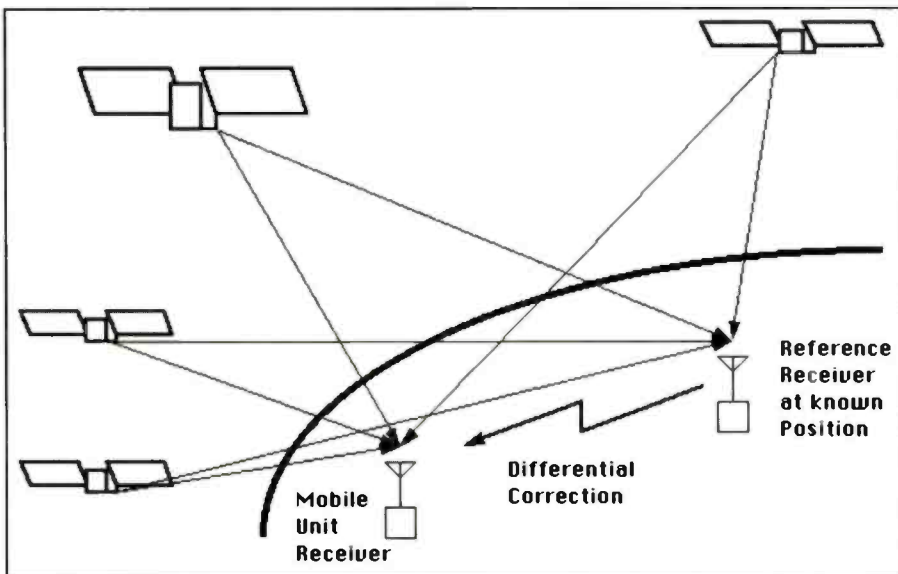 Reference
Receiver
at known
Position
Differential
Correction
Mobile
Unit
Receiver